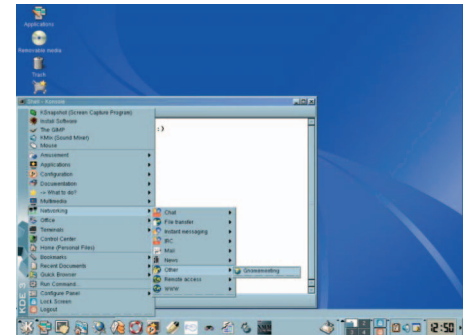 Applications
Removable media
Trash
Shell - Konsole
:)
KSnapshot (Screen Capture Program)
Install Software
The GIMP
KMix (Sound Mixer)
Mouse
Amusement
Applications
Configuration
Documentation
-> What to do?
Multimedia
Networking
Office
Terminals
Control Center
Home (Personal Files)
Bookmarks
Recent Documents
Quick Browser
Run Command...
Configure Panel
Lock Screen
Logout
KDE
Chat
File transfer
Instant messaging
IRC
Mail
News
Other
Remote access
WWW
Gnomemeeting
12:50